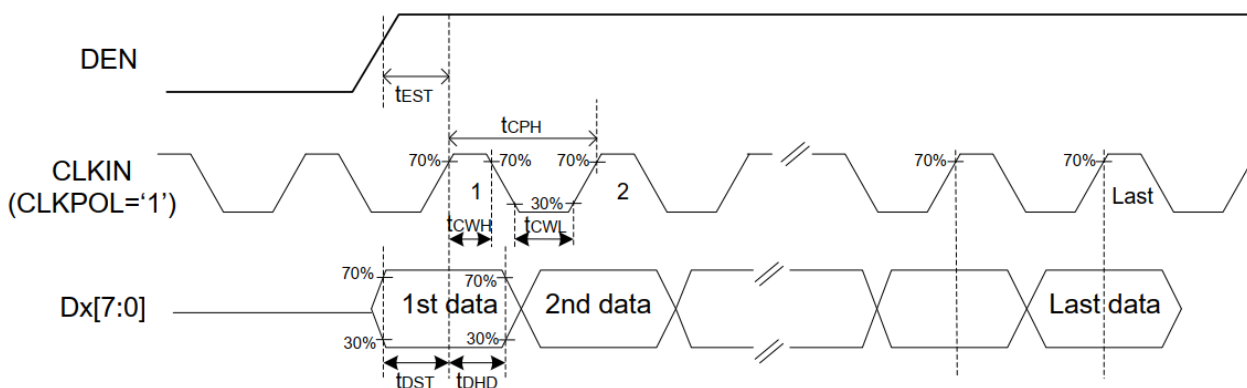 DEN
tEST
tCPH
CLKIN
(CLKPOL=‘1’)
70% 70% 70% 70% 70%
1 2 Last
30%
tCWH tCWL
70% 70%
Dx[7:0] 1st data 2nd data Last data
30% 30%
tDST tDHD